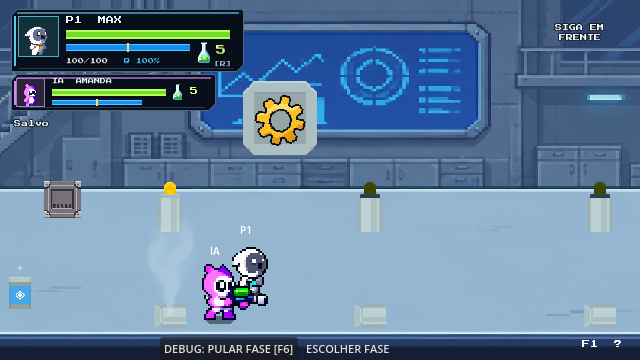 P1 MAX
100/100 Q 100%
5
[R]
IA AMANDA
5
Salvo
SIGA EM
FRENTE
P1
IA
DEBUG: PULAR FASE [F6] ESCOLHER FASE
F1 ?